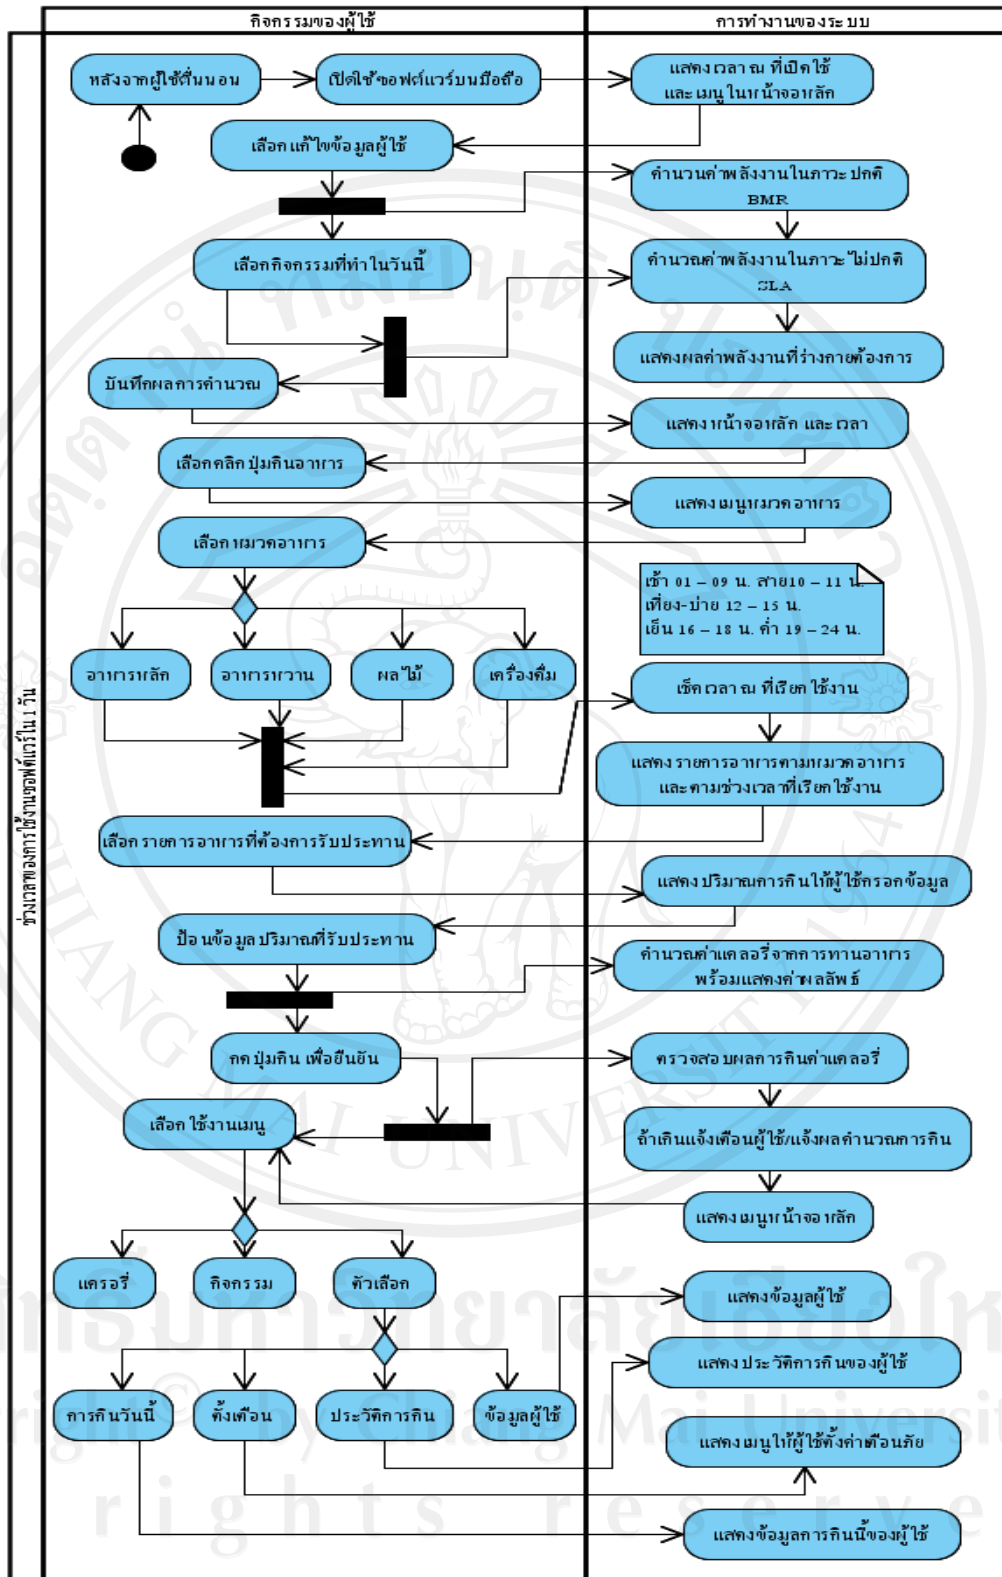 กิจกรรมของผู้ใช้
การทำงานของระบบ
ช่วงเวลาของการใช้งานซอฟต์แวร์ใน 1 วัน
หลังจากผู้ใช้ตื่นนอน
เปิดใช้ซอฟต์แวร์บนมือถือ
แสดงเวลา ณ ที่เปิดใช้
และเมนูในหน้าจอหลัก
เลือกแก้ไขข้อมูลผู้ใช้
คำนวนค่าพลังงานในภาวะปกติ
BMR
เลือกกิจกรรมที่ทำในวันนี้
คำนวณค่าพลังงานในภาวะไม่ปกติ
SLA
แสดงผลค่าพลังงานที่ร่างกายต้องการ
บันทึกผลการคำนวณ
แสดงหน้าจอหลัก และเวลา
เลือกคลิกปุ่มกินอาหาร
แสดงเมนูหมวดอาหาร
เลือกหมวดอาหาร
เช้า 01 – 09 น. สาย10 – 11 น.
เที่ยง-บ่าย 12 – 15 น.
เย็น 16 – 18 น. ค่ำ 19 – 24 น.
อาหารหลัก
อาหารหวาน
ผลไม้
เครื่องดื่ม
เช็คเวลา ณ ที่เรียกใช้งาน
แสดงรายการอาหารตามหมวดอาหาร
และตามช่วงเวลาที่เรียกใช้งาน
เลือกรายการอาหารที่ต้องการรับประทาน
แสดงปริมาณการกินให้ผู้ใช้กรอกข้อมูล
ป้อนข้อมูลปริมาณที่รับประทาน
คำนวณค่าแคลอรี่จากการทานอาหาร
พร้อมแสดงค่าผลลัพธ์
กดปุ่มกิน เพื่อยืนยัน
ตรวจสอบผลการกินค่าแคลอรี่
เลือกใช้งานเมนู
ถ้าเกินแจ้งเตือนผู้ใช้/แจ้งผลคำนวณการกิน
แสดงเมนูหน้าจอหลัก
แครอรี่
กิจกรรม
ตัวเลือก
แสดงข้อมูลผู้ใช้
แสดงประวัติการกินของผู้ใช้
การกินวันนี้
ตั้งเตือน
ประวัติการกิน
ข้อมูลผู้ใช้
แสดงเมนูให้ผู้ใช้ตั้งค่าเตือนภัย
แสดงข้อมูลการกินนี้ของผู้ใช้
CHIANG MAI UNIVERSITY 1964
by Chiang Mai Universit
rights reserve